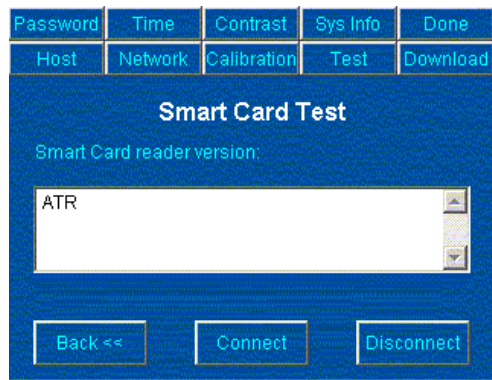 Password Time Contrast Sys Info Done
Host Network Calibration Test Download
Smart Card Test
Smart Card reader version:
ATR
Back << Connect Disconnect